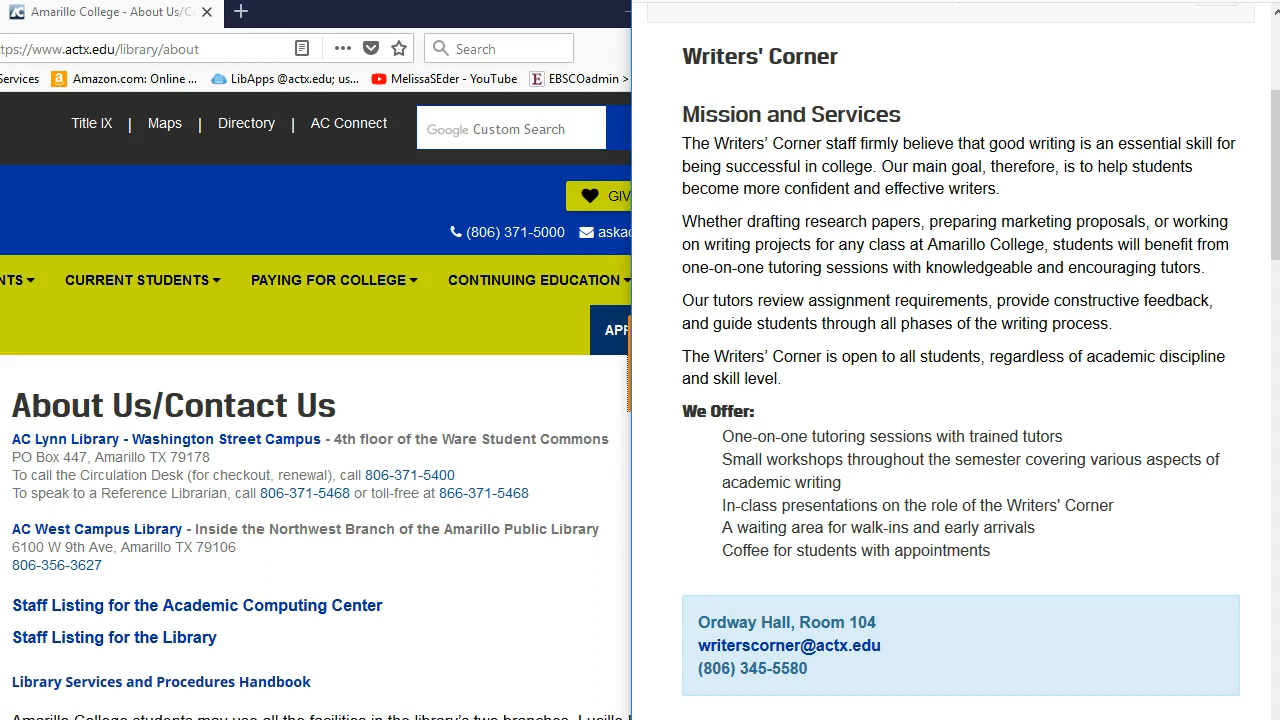 Amarillo College - About Us/C
tps://www.actx.edu/library/about
Search
Services
Amazon.com: Online ...
LibApps @actx.edu; us...
MelissaSEder - YouTube
EBSCOadmin >
Title IX | Maps | Directory | AC Connect
Google Custom Search
GIV
(806) 371-5000
askac
NTS
CURRENT STUDENTS
PAYING FOR COLLEGE
CONTINUING EDUCATION
APP
About Us/Contact Us
AC Lynn Library - Washington Street Campus - 4th floor of the Ware Student Commons
PO Box 447, Amarillo TX 79178
To call the Circulation Desk (for checkout, renewal), call 806-371-5400
To speak to a Reference Librarian, call 806-371-5468 or toll-free at 866-371-5468
AC West Campus Library - Inside the Northwest Branch of the Amarillo Public Library
6100 W 9th Ave, Amarillo TX 79106
806-356-3627
Staff Listing for the Academic Computing Center
Staff Listing for the Library
Library Services and Procedures Handbook
Amarillo College students may use all the facilities in the library's two branches, Lucille
Writers' Corner
Mission and Services
The Writers' Corner staff firmly believe that good writing is an essential skill for
being successful in college. Our main goal, therefore, is to help students
become more confident and effective writers.
Whether drafting research papers, preparing marketing proposals, or working
on writing projects for any class at Amarillo College, students will benefit from
one-on-one tutoring sessions with knowledgeable and encouraging tutors.
Our tutors review assignment requirements, provide constructive feedback,
and guide students through all phases of the writing process.
The Writers' Corner is open to all students, regardless of academic discipline
and skill level.
We Offer:
One-on-one tutoring sessions with trained tutors
Small workshops throughout the semester covering various aspects of
academic writing
In-class presentations on the role of the Writers' Corner
A waiting area for walk-ins and early arrivals
Coffee for students with appointments
Ordway Hall, Room 104
writerscorner@actx.edu
(806) 345-5580